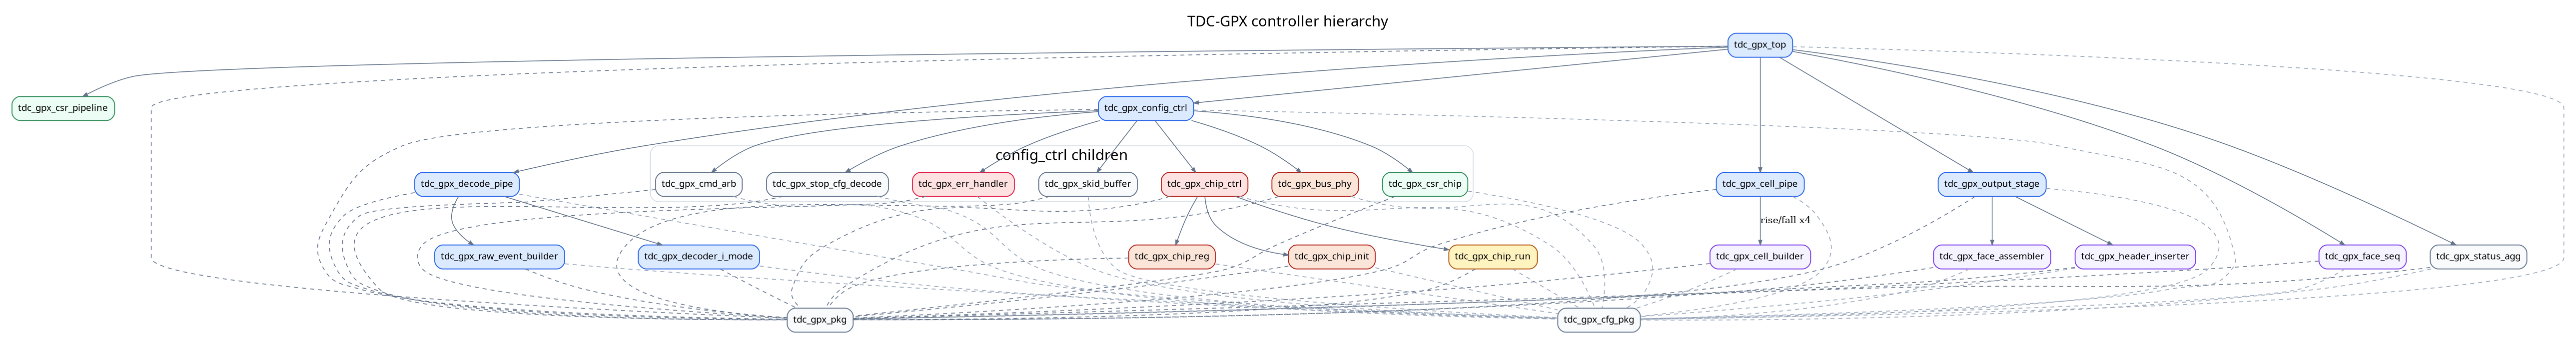 TDC-GPX controller hierarchy
tdc_gpx_top
tdc_gpx_csr_pipeline
tdc_gpx_config_ctrl
config_ctrl children
tdc_gpx_decode_pipe
tdc_gpx_cmd_arb
tdc_gpx_stop_cfg_decode
tdc_gpx_err_handler
tdc_gpx_skid_buffer
tdc_gpx_chip_ctrl
tdc_gpx_bus_phy
tdc_gpx_csr_chip
tdc_gpx_cell_pipe
tdc_gpx_output_stage
rise/fall x4
tdc_gpx_raw_event_builder
tdc_gpx_decoder_i_mode
tdc_gpx_chip_reg
tdc_gpx_chip_init
tdc_gpx_chip_run
tdc_gpx_cell_builder
tdc_gpx_face_assembler
tdc_gpx_header_inserter
tdc_gpx_face_seq
tdc_gpx_status_agg
tdc_gpx_pkg
tdc_gpx_cfg_pkg